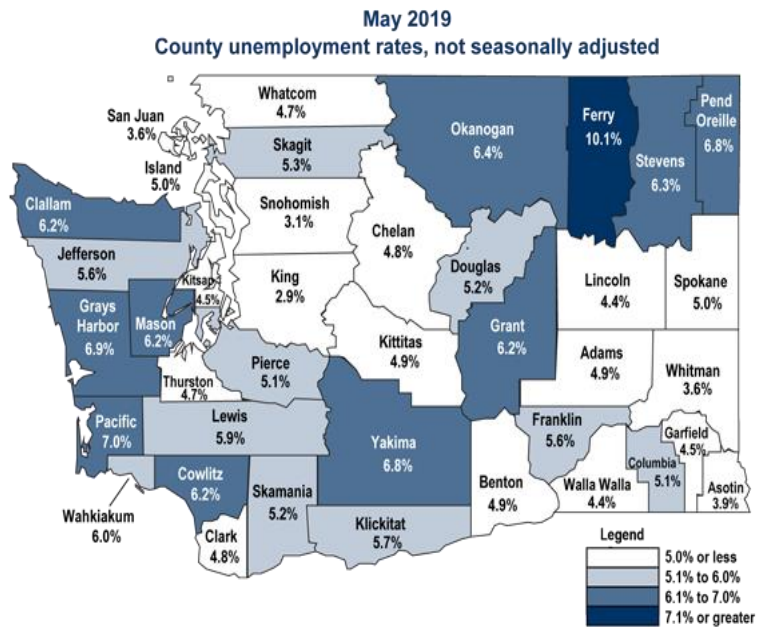 May 2019
County unemployment rates, not seasonally adjusted
Whatcom
4.7%
San Juan
3.6%
Skagit
5.3%
Island
5.0%
Okanogan
6.4%
Ferry
10.1%
Stevens
6.3%
Pend
Oreille
6.8%
Clallam
6.2%
Snohomish
3.1%
Chelan
4.8%
Jefferson
5.6%
Kitsap
4.5%
King
2.9%
Douglas
5.2%
Lincoln
4.4%
Spokane
5.0%
Grays
Harbor
6.9%
Mason
6.2%
Grant
6.2%
Kittitas
4.9%
Adams
4.9%
Whitman
3.6%
Pierce
5.1%
Thurston
4.7%
Pacific
7.0%
Lewis
5.9%
Yakima
6.8%
Franklin
5.6%
Garfield
4.5%
Columbia
5.1%
Cowlitz
6.2%
Skamania
5.2%
Benton
4.9%
Walla Walla
4.4%
Asotin
3.9%
Wahkiakum
6.0%
Clark
4.8%
Klickitat
5.7%
Legend
5.0% or less
5.1% to 6.0%
6.1% to 7.0%
7.1% or greater